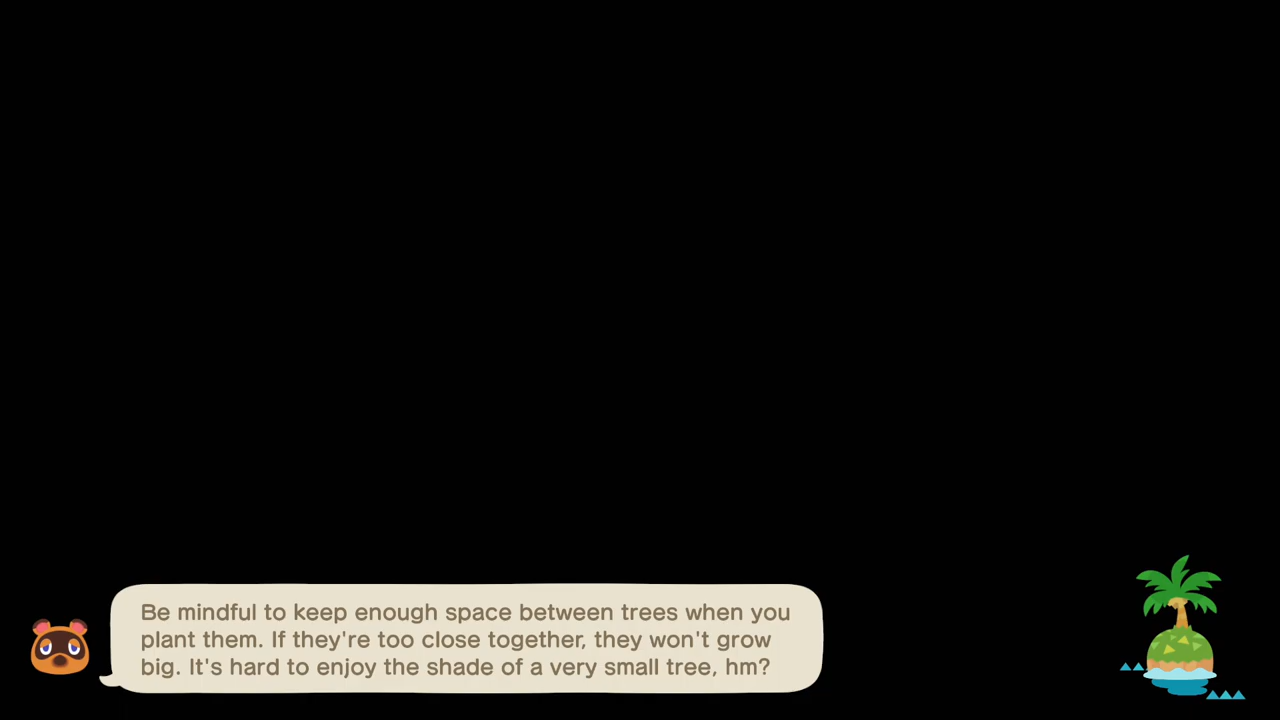 Be mindful to keep enough space between trees when you
plant them. If they're too close together, they won't grow
big. It's hard to enjoy the shade of a very small tree, hm?